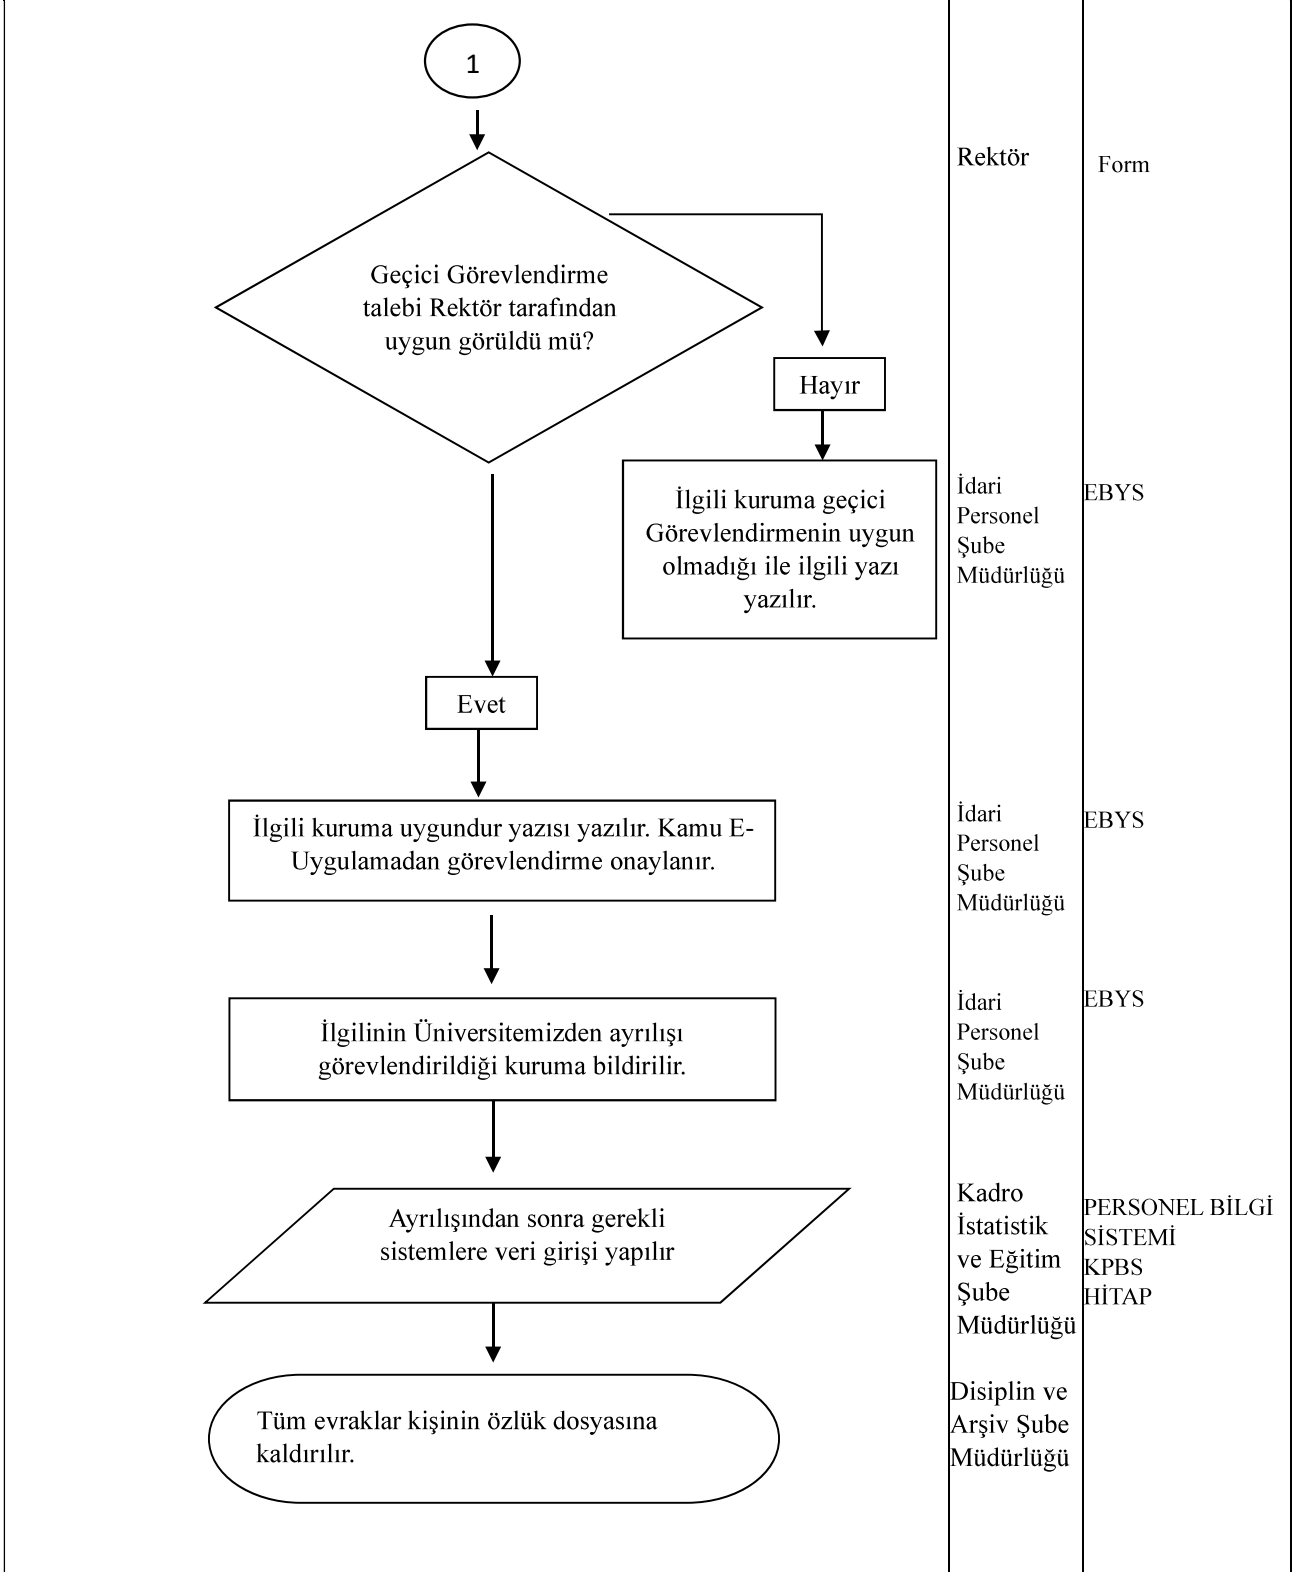 1
Rektör
Form
Geçici Görevlendirme
talebi Rektör tarafından
uygun görüldü mü?
Hayır
İlgili kuruma geçici
Görevlendirmenin uygun
olmadığı ile ilgili yazı
yazılır.
İdari
Personel
Şube
Müdürlüğü
EBYS
Evet
İlgili kuruma uygundur yazısı yazılır. Kamu E-
Uygulamadan görevlendirme onaylanır.
İdari
Personel
Şube
Müdürlüğü
EBYS
İlgilinin Üniversitemizden ayrılışı
görevlendirildiği kuruma bildirilir.
İdari
Personel
Şube
Müdürlüğü
EBYS
Ayrılışından sonra gerekli
sistemlere veri girişi yapılır
Kadro
İstatistik
ve Eğitim
Şube
Müdürlüğü
PERSONEL BİLGİ
SİSTEMİ
KPBS
HİTAP
Tüm evraklar kişinin özlük dosyasına
kaldırılır.
Disiplin ve
Arşiv Şube
Müdürlüğü